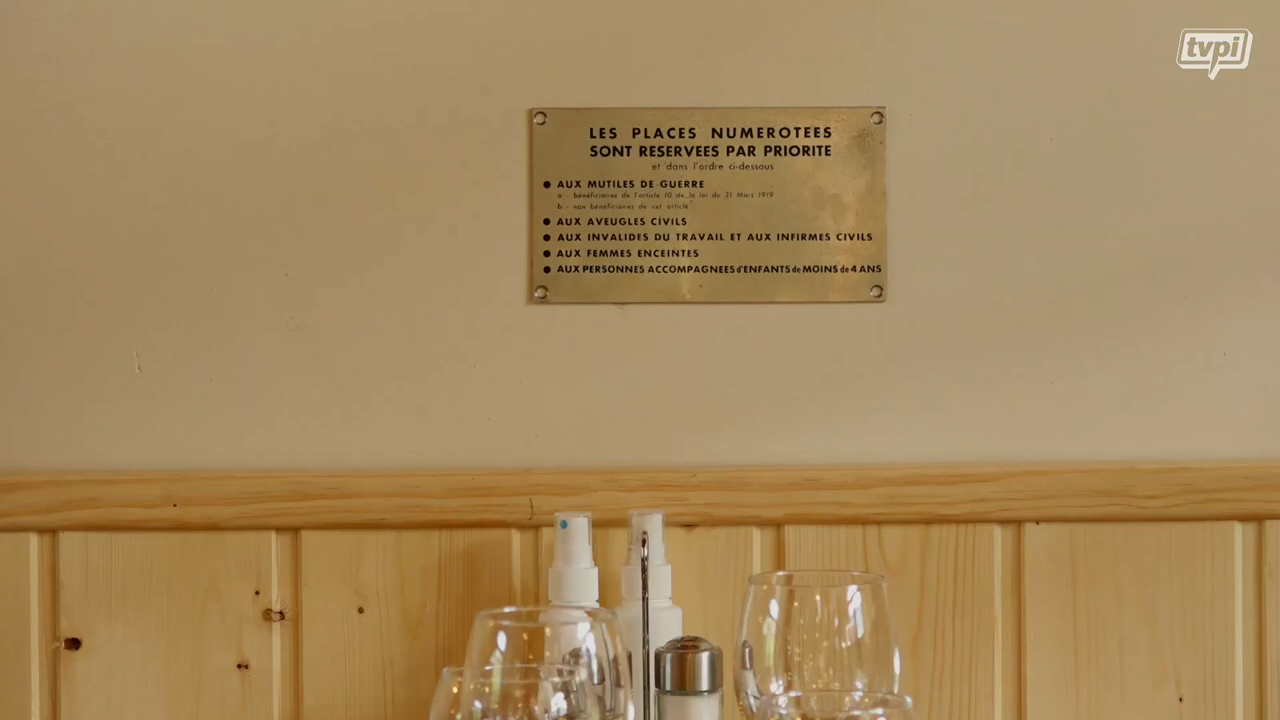 tvpi
LES PLACES NUMEROTEES
SONT RESERVEES PAR PRIORITE
et dans l'ordre ci-dessous
● AUX MUTILES DE GUERRE
a - bénéficiaires de l'article 10 de la loi du 31 Mars 1919
b - non bénéficiaires de cet article
● AUX AVEUGLES CIVILS
● AUX INVALIDES DU TRAVAIL ET AUX INFIRMES CIVILS
● AUX FEMMES ENCEINTES
● AUX PERSONNES ACCOMPAGNEES d'ENFANTS de MOINS de 4 ANS